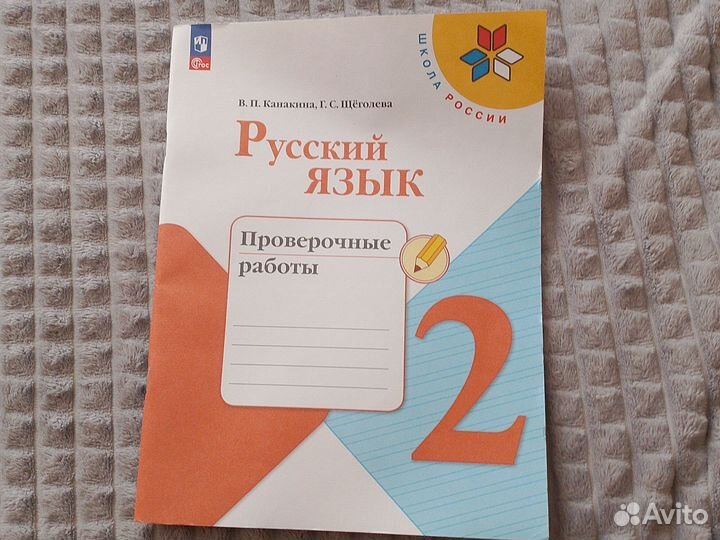 ФГОС
ШКОЛА РОССИИ
В. П. Канакина, Г. С. Щёголева
Русский
ЯЗЫК
Проверочные
работы
2
Avito